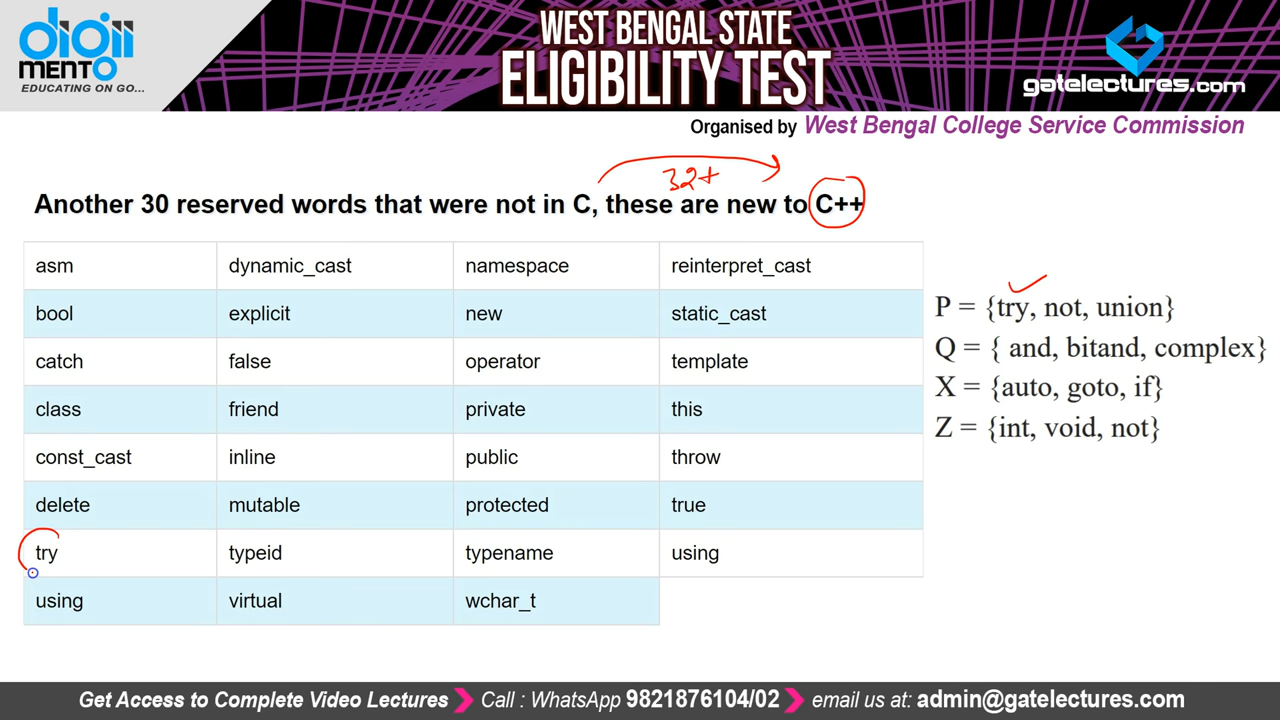 digii
mento
EDUCATING ON GO...
WEST BENGAL STATE
ELIGIBILITY TEST
gatelectures.com
Organised by West Bengal College Service Commission
32+
Another 30 reserved words that were not in C, these are new to C++
asm dynamic_cast namespace reinterpret_cast
bool explicit new static_cast
catch false operator template
class friend private this
const_cast inline public throw
delete mutable protected true
try typeid typename using
using virtual wchar_t
P = {try, not, union}
Q = { and, bitand, complex}
X = {auto, goto, if}
Z = {int, void, not}
Get Access to Complete Video Lectures Call : WhatsApp 9821876104/02 email us at: admin@gatelectures.com